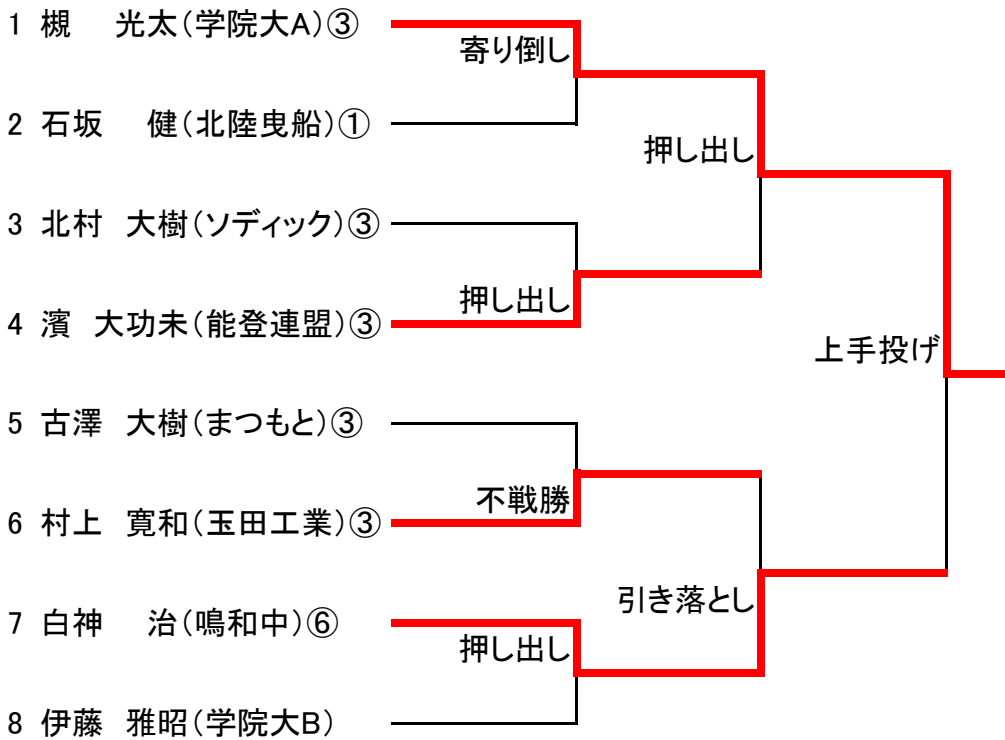 1 槻 光太(学院大A)③
寄り倒し
2 石坂 健(北陸曳船)①
押し出し
3 北村 大樹(ソディック)③
押し出し
4 濱 大功未(能登連盟)③
上手投げ
5 古澤 大樹(まつもと)③
不戦勝
6 村上 寛和(玉田工業)③
引き落とし
7 白神 治(鳴和中)⑥
押し出し
8 伊藤 雅昭(学院大B)